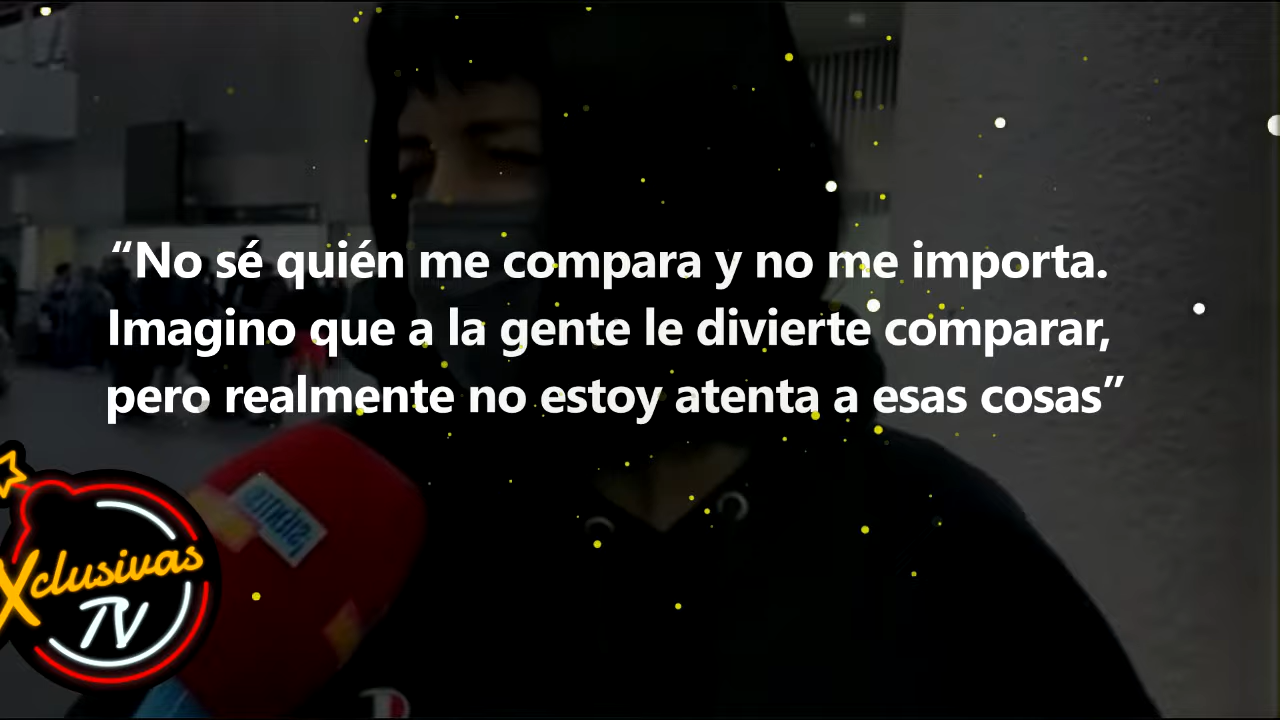 “No sé quién me compara y no me importa.
Imagino que a la gente le divierte comparar,
pero realmente no estoy atenta a esas cosas”
Xclusivas
TV